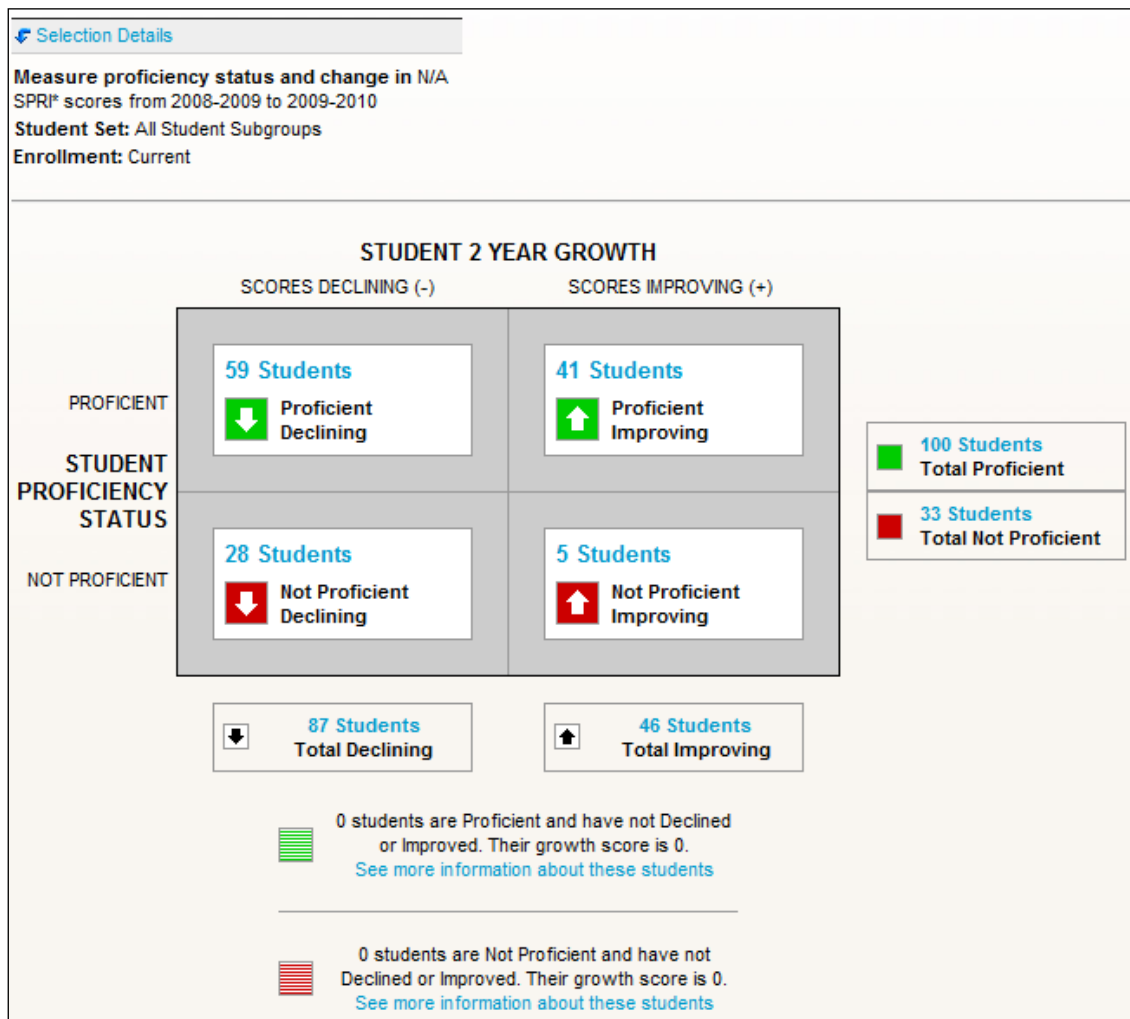 Selection Details
Measure proficiency status and change in N/A
SPRI* scores from 2008-2009 to 2009-2010
Student Set: All Student Subgroups
Enrollment: Current
STUDENT 2 YEAR GROWTH
SCORES DECLINING (-)
SCORES IMPROVING (+)
PROFICIENT
STUDENT
PROFICIENCY
STATUS
NOT PROFICIENT
59 Students
Proficient
Declining
41 Students
Proficient
Improving
28 Students
Not Proficient
Declining
5 Students
Not Proficient
Improving
100 Students
Total Proficient
33 Students
Total Not Proficient
87 Students
Total Declining
46 Students
Total Improving
0 students are Proficient and have not Declined
or Improved. Their growth score is 0.
See more information about these students
0 students are Not Proficient and have not
Declined or Improved. Their growth score is 0.
See more information about these students